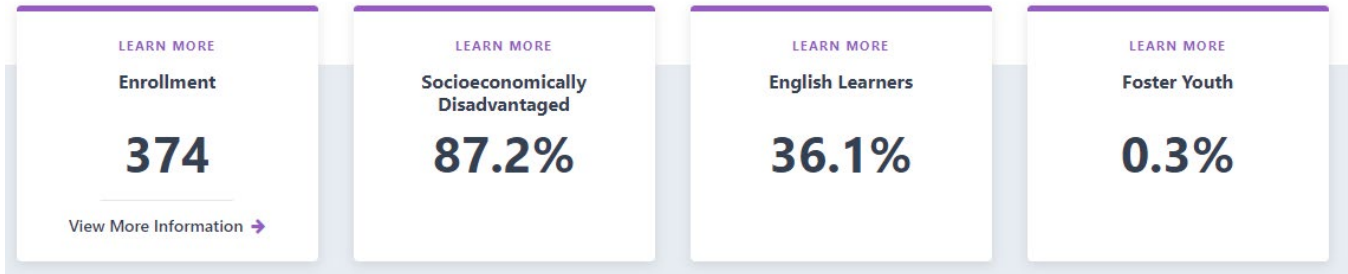 LEARN MORE
Enrollment
374
View More Information
LEARN MORE
Socioeconomically
Disadvantaged
87.2%
LEARN MORE
English Learners
36.1%
LEARN MORE
Foster Youth
0.3%